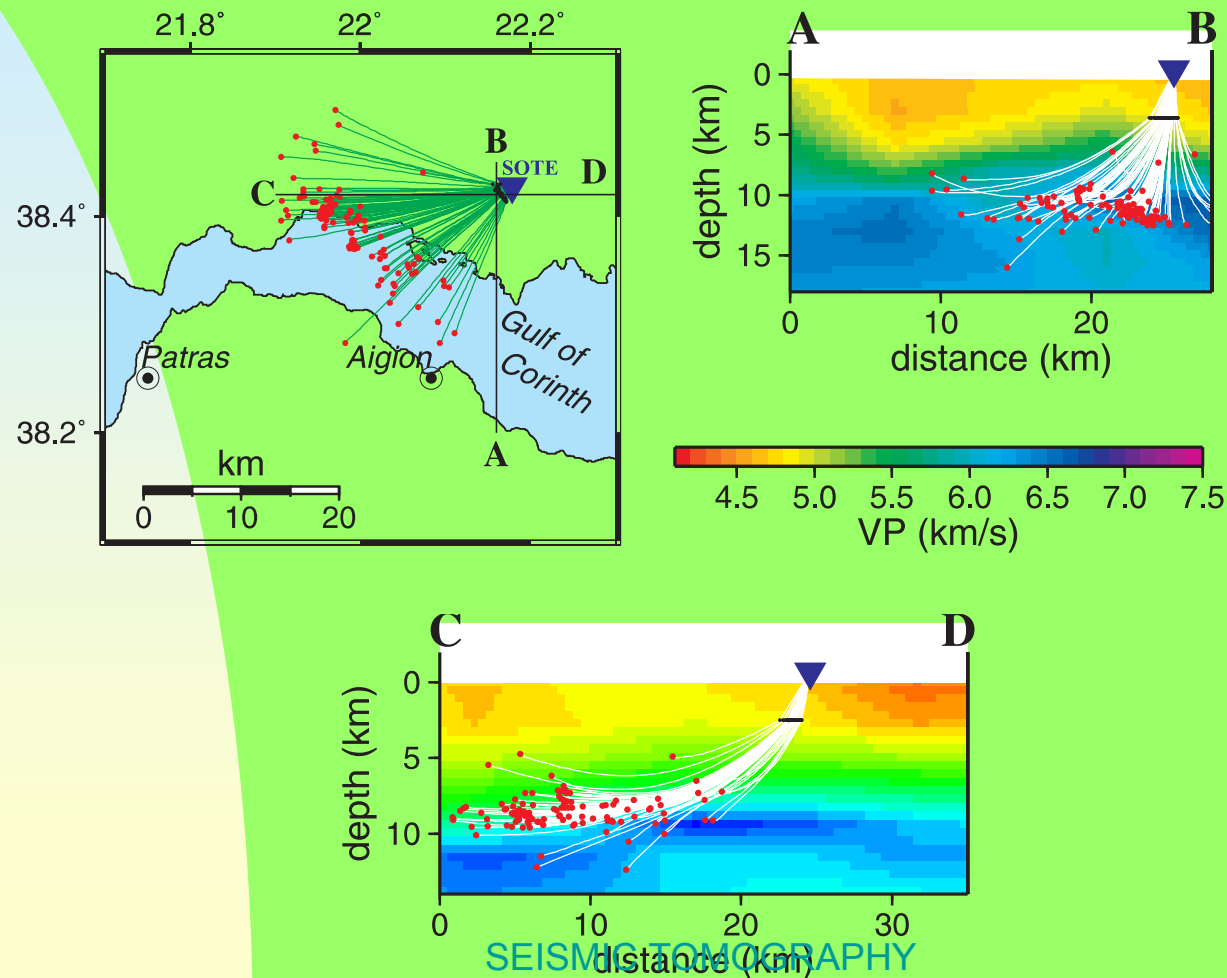 21.8° 22° 22.2°
38.4°
38.2°
B
SOTE
D
C
Patras
Aigion
Gulf of
Corinth
A
km
0 10 20
A B
0
5
10
15
depth (km)
0 10 20
distance (km)
4.5 5.0 5.5 6.0 6.5 7.0 7.5
VP (km/s)
C D
0
5
10
depth (km)
0 10 20 30
distance (km)
SEISMIC TOMOGRAPHY